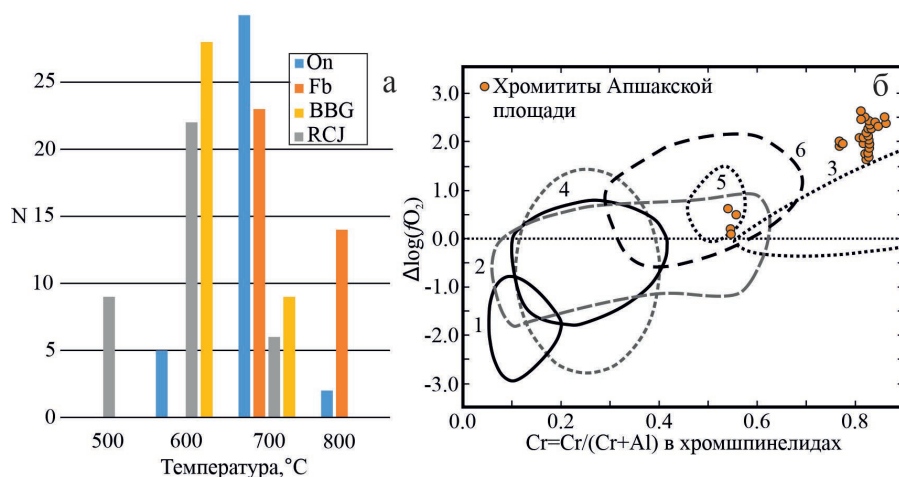 а
On
Fb
BBG
RCJ
25
20
15
10
5
0
N
500 600 700 800
Температура,°C
б
Хромититы Апшакской
площади
3.0
2.0
1.0
0.0
-1.0
-2.0
-3.0
Δlog(fO₂)
1
2
3
4
5
6
0.0 0.2 0.4 0.6 0.8
Cr=Cr/(Cr+Al) в хромшпинелидах